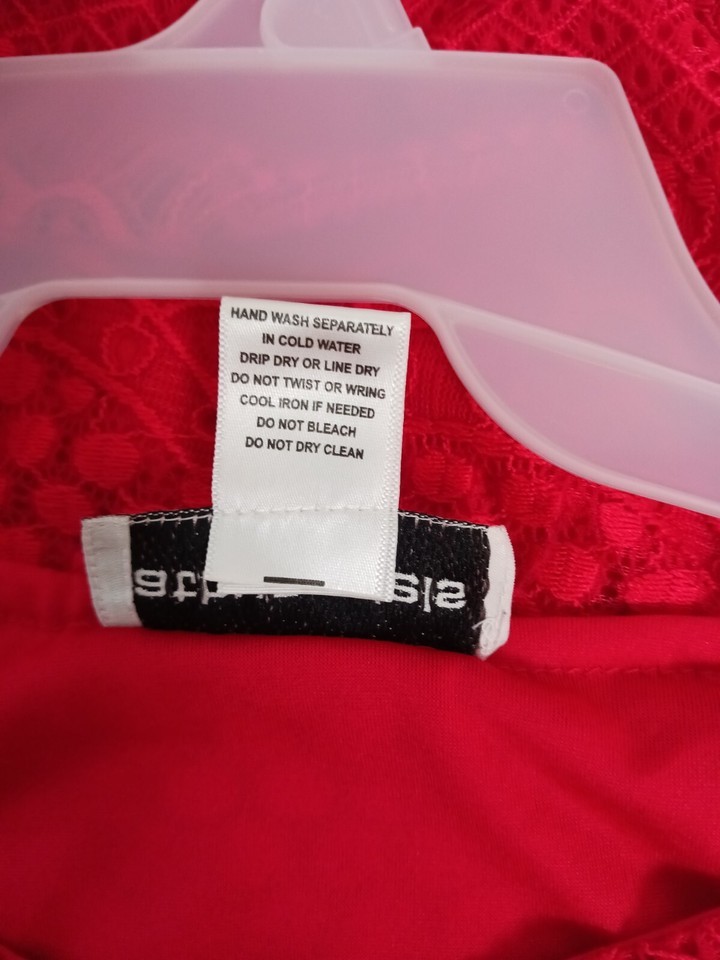 HAND WASH SEPARATELY
IN COLD WATER
DRIP DRY OR LINE DRY
DO NOT TWIST OR WRING
COOL IRON IF NEEDED
DO NOT BLEACH
DO NOT DRY CLEAN